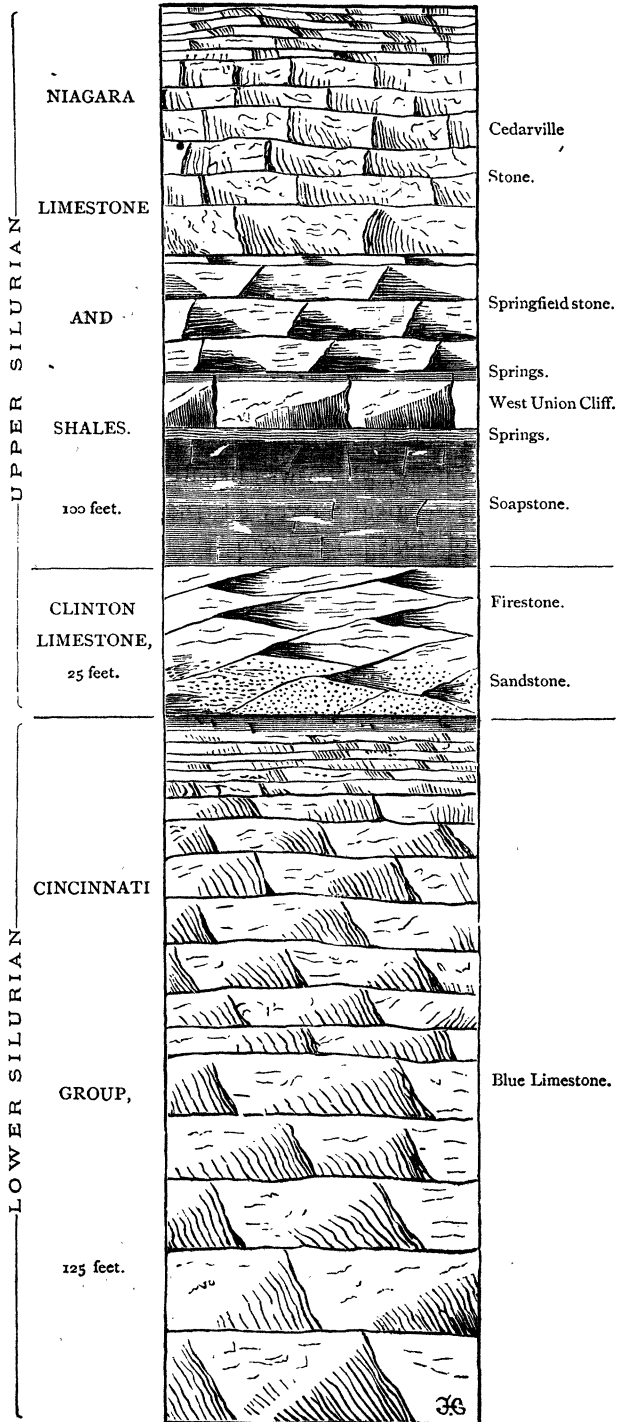 UPPER SILURIAN
NIAGARA
LIMESTONE
AND
SHALES.
100 feet.
Cedarville
Stone.
Springfield stone.
Springs.
West Union Cliff.
Springs.
Soapstone.
CLINTON
LIMESTONE,
25 feet.
Firestone.
Sandstone.
LOWER SILURIAN
CINCINNATI
GROUP,
125 feet.
Blue Limestone.